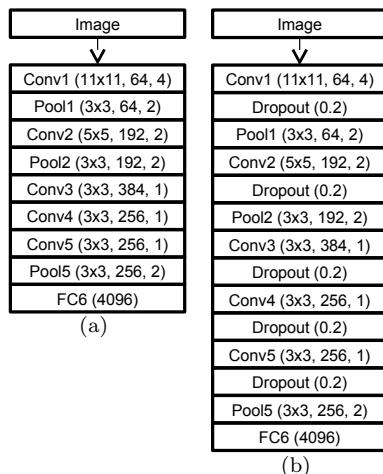 Image
Conv1 (11x11, 64, 4)
Pool1 (3x3, 64, 2)
Conv2 (5x5, 192, 2)
Pool2 (3x3, 192, 2)
Conv3 (3x3, 384, 1)
Conv4 (3x3, 256, 1)
Conv5 (3x3, 256, 1)
Pool5 (3x3, 256, 2)
FC6 (4096)
(a)
Image
Conv1 (11x11, 64, 4)
Dropout (0.2)
Pool1 (3x3, 64, 2)
Conv2 (5x5, 192, 2)
Dropout (0.2)
Pool2 (3x3, 192, 2)
Conv3 (3x3, 384, 1)
Dropout (0.2)
Conv4 (3x3, 256, 1)
Dropout (0.2)
Conv5 (3x3, 256, 1)
Dropout (0.2)
Pool5 (3x3, 256, 2)
FC6 (4096)
(b)